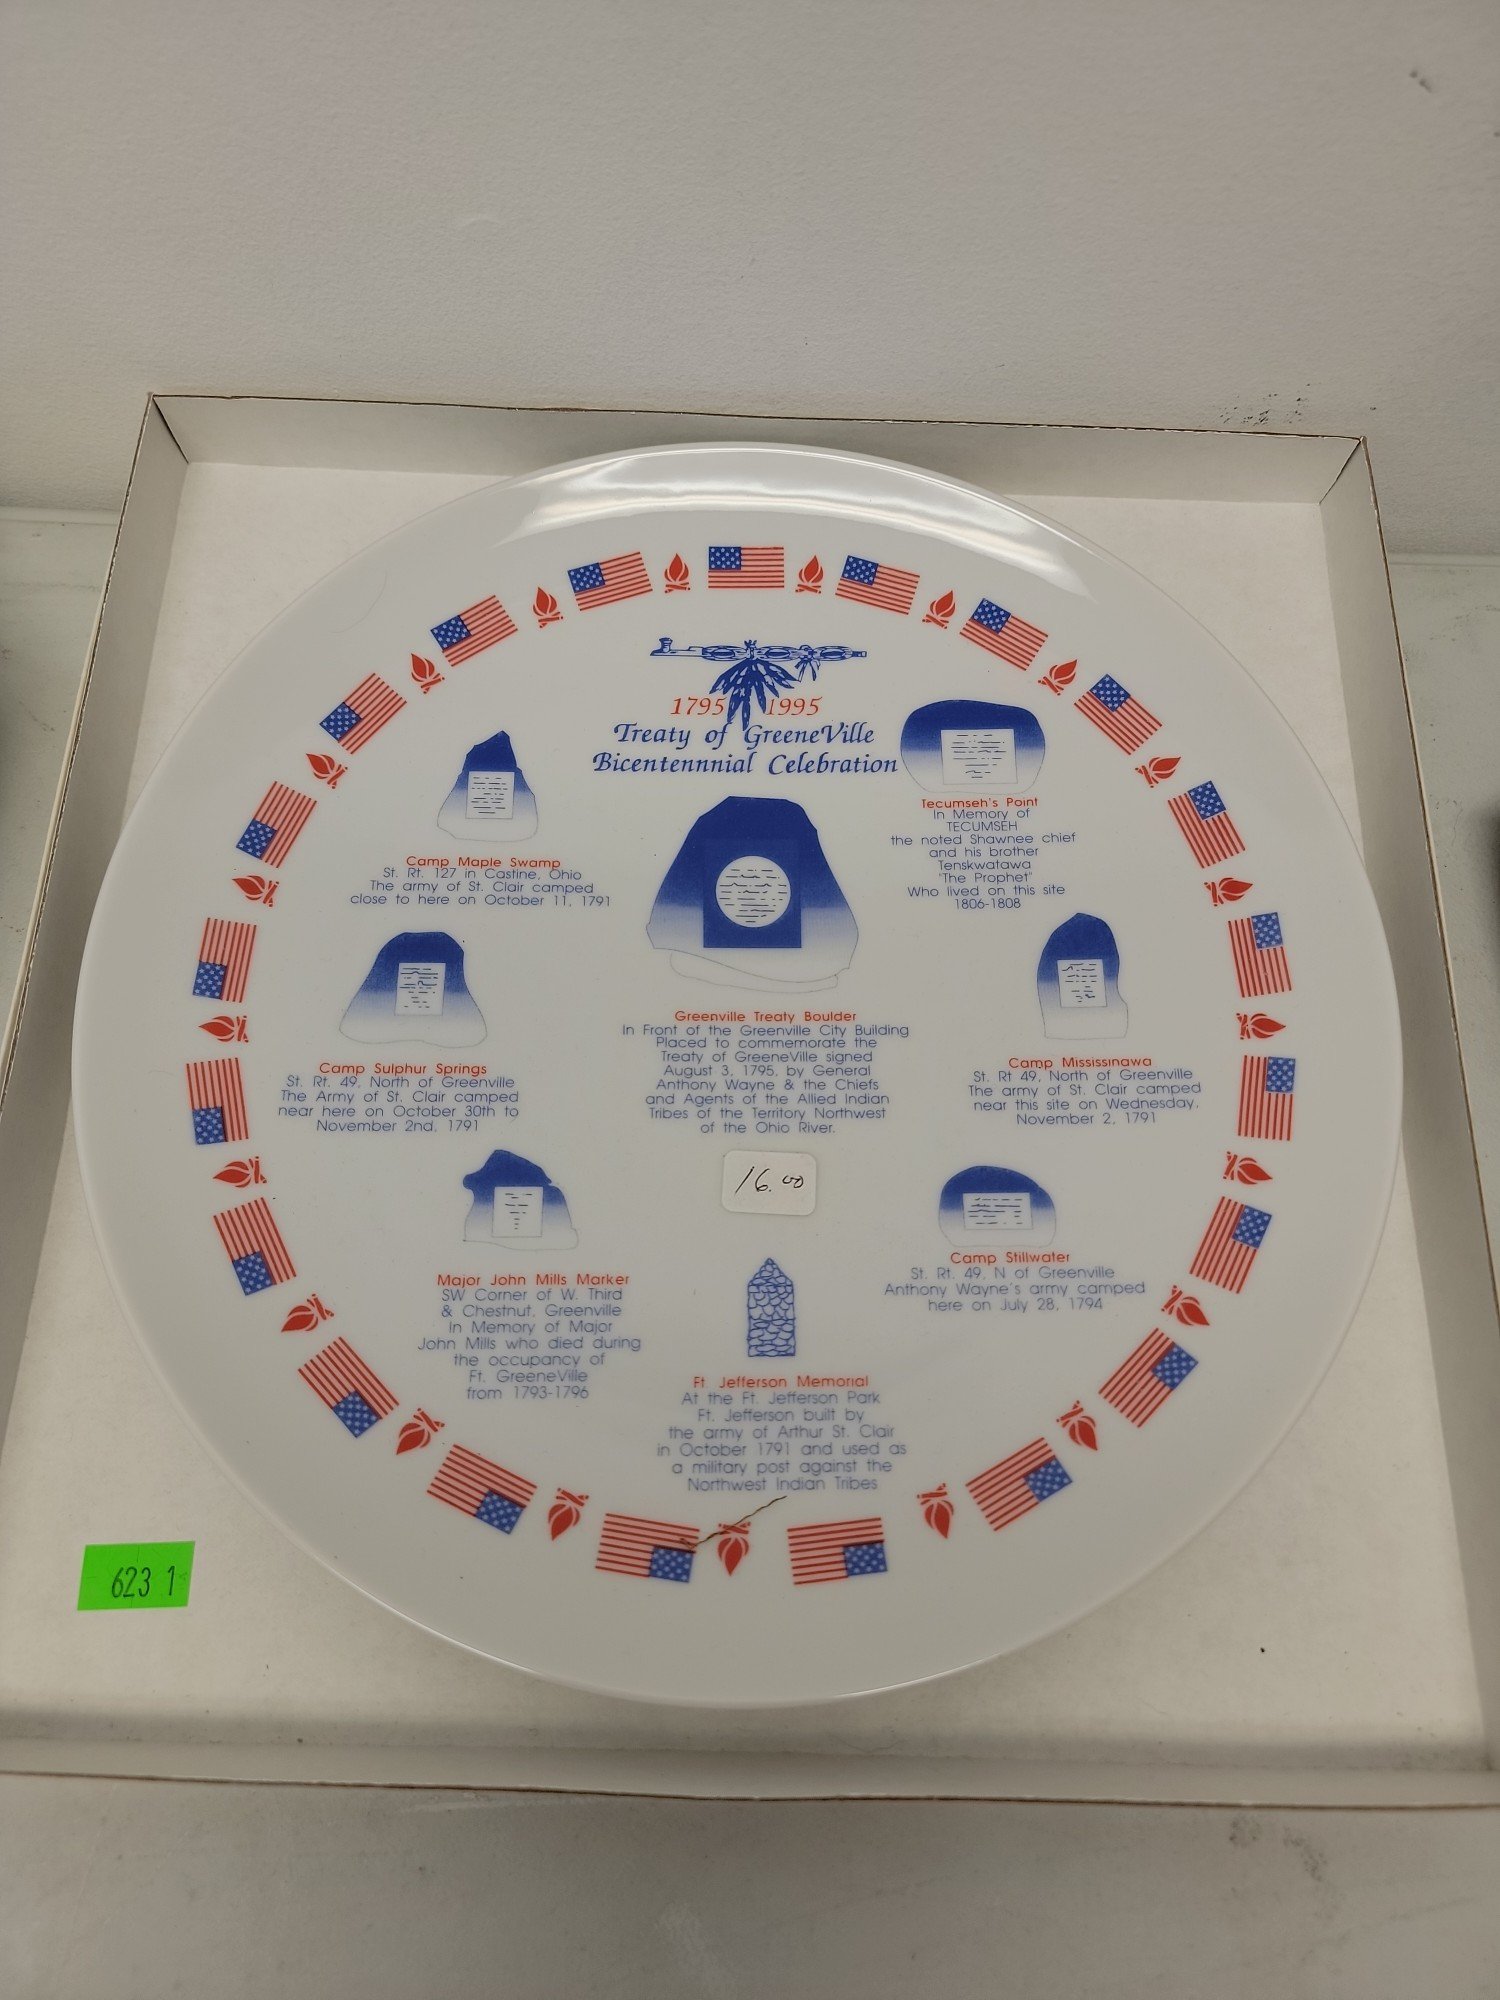 1795 1995
Treaty of GreeneVille
Bicentennnial Celebration
Camp Maple Swamp
St. Rt. 127 in Castine, Ohio
The army of St. Clair camped
close to here on October 11, 1791
Tecumseh's Point
In Memory of
TECUMSEH
the noted Shawnee chief
and his brother
Tenskwatawa
"The Prophet"
Who lived on this site
1806-1808
Camp Sulphur Springs
St. Rt. 49, North of Greenville
The Army of St. Clair camped
near here on October 30th to
November 2nd, 1791
Greenville Treaty Boulder
In Front of the Greenville City Building
Placed to commemorate the
Treaty of GreeneVille signed
August 3, 1795, by General
Anthony Wayne & the Chiefs
and Agents of the Allied Indian
Tribes of the Territory Northwest
of the Ohio River.
Camp Mississinawa
St. Rt 49, North of Greenville
The army of St. Clair camped
near this site on Wednesday,
November 2, 1791
16.00
Major John Mills Marker
SW Corner of W. Third
& Chestnut, Greenville
In Memory of Major
John Mills who died during
the occupancy of
Ft. GreeneVille
from 1793-1796
Camp Stillwater
St. Rt. 49, N of Greenville
Anthony Wayne's army camped
here on July 28, 1794
Ft. Jefferson Memorial
At the Ft. Jefferson Park
Ft. Jefferson built by
the army of Arthur St. Clair
in October 1791 and used as
a military post against the
Northwest Indian Tribes
623 1